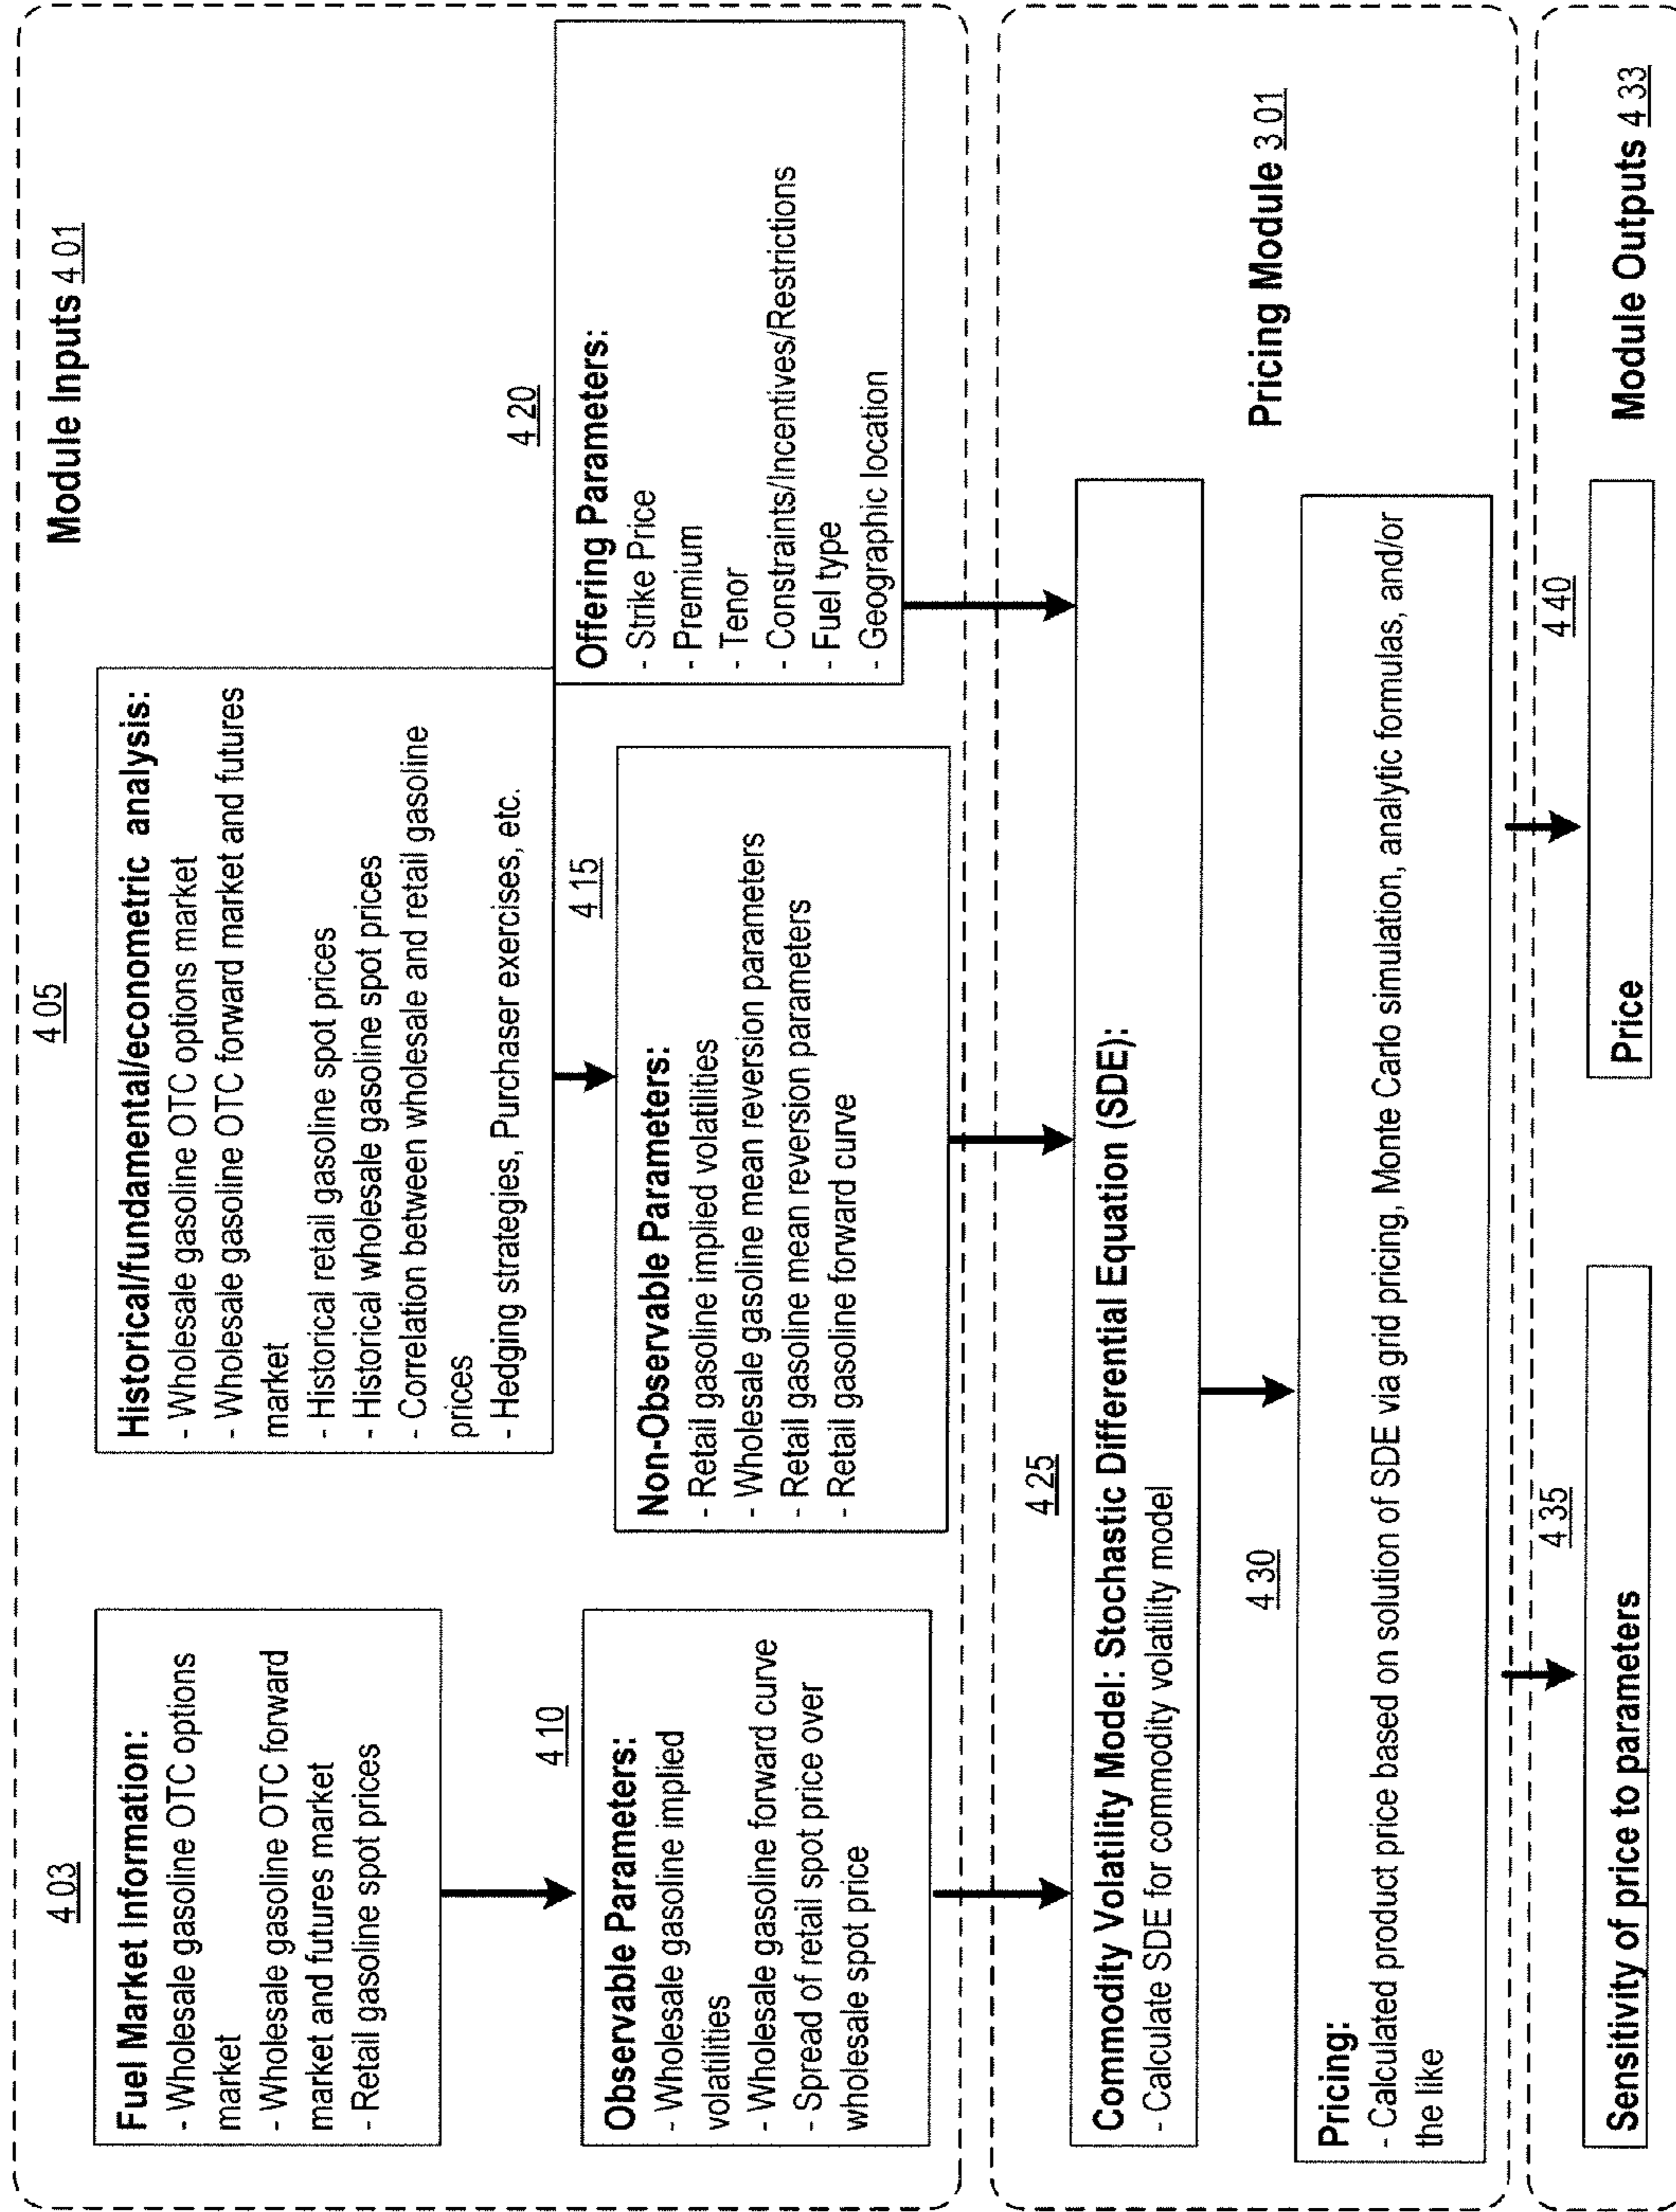 Module Inputs 4 01
4 03
Fuel Market Information:
- Wholesale gasoline OTC options
market
- Wholesale gasoline OTC forward
market and futures market
- Retail gasoline spot prices
4 05
Historical/fundamental/econometric analysis:
- Wholesale gasoline OTC options market
- Wholesale gasoline OTC forward market and futures
market
- Historical retail gasoline spot prices
- Historical wholesale gasoline spot prices
- Correlation between wholesale and retail gasoline
prices
- Hedging strategies, Purchaser exercises, etc.
4 10
Observable Parameters:
- Wholesale gasoline implied
volatilities
- Wholesale gasoline forward curve
- Spread of retail spot price over
wholesale spot price
4 15
Non-Observable Parameters:
- Retail gasoline implied volatilities
- Wholesale gasoline mean reversion parameters
- Retail gasoline mean reversion parameters
- Retail gasoline forward curve
4 20
Offering Parameters:
- Strike Price
- Premium
- Tenor
- Constraints/Incentives/Restrictions
- Fuel type
- Geographic location
4 25
Commodity Volatility Model: Stochastic Differential Equation (SDE):
- Calculate SDE for commodity volatility model
Pricing Module 3 01
4 30
Pricing:
- Calculated product price based on solution of SDE via grid pricing, Monte Carlo simulation, analytic formulas, and/or
the like
4 35
Sensitivity of price to parameters
4 40
Price
Module Outputs 4 33